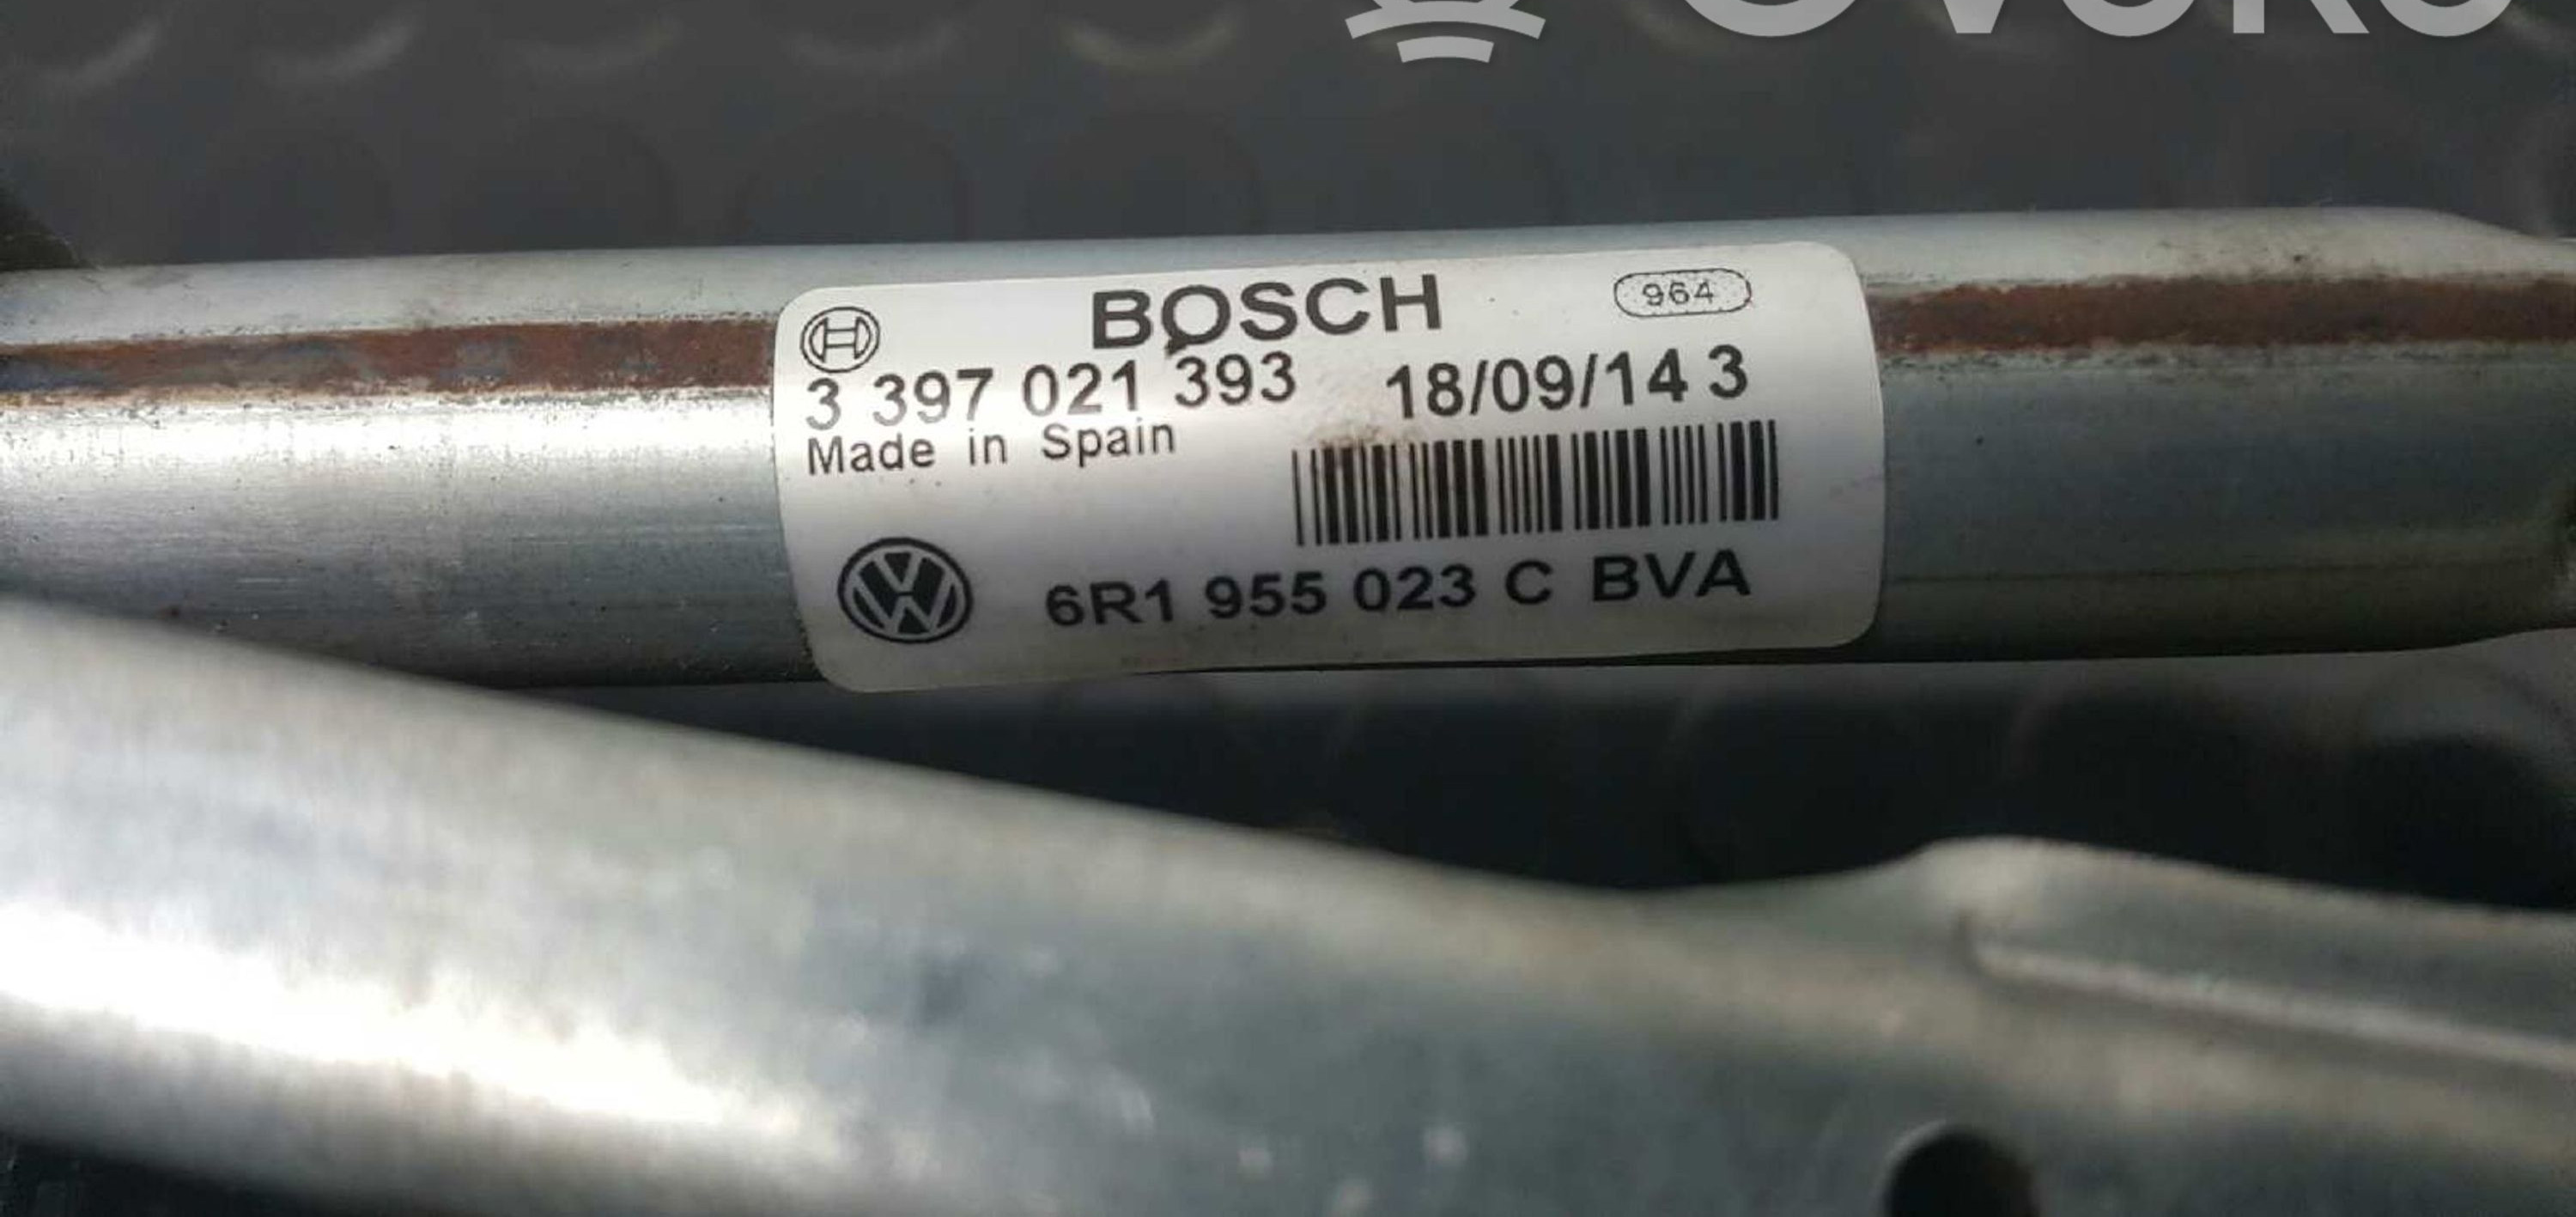 BOSCH 964
3 397 021 393 18/09/14 3
Made in Spain
6R1 955 023 C BVA